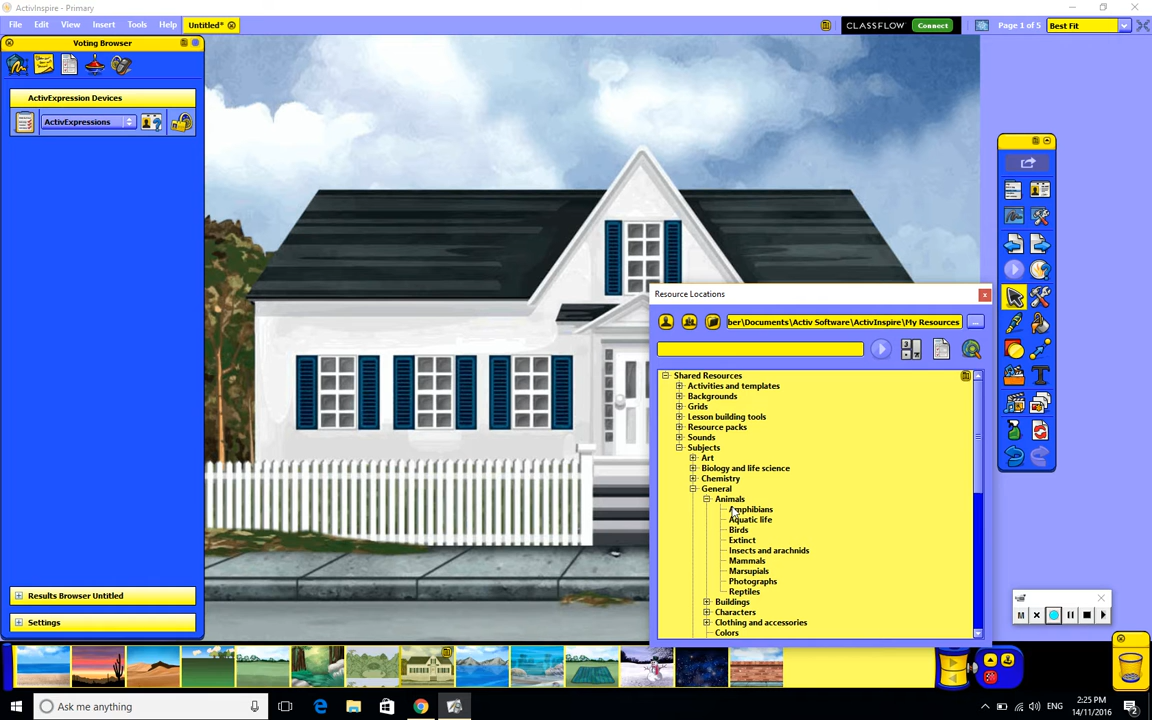 ActivInspire - Primary
File Edit View Insert Tools Help Untitled* CLASSFLOW Connect Page 1 of 5 Best Fit
Voting Browser
ActivExpression Devices
ActivExpressions
Results Browser Untitled
Settings
Resource Locations
ber\Documents\Activ Software\ActivInspire\My Resources ...
Shared Resources
Activities and templates
Backgrounds
Grids
Lesson building tools
Resource packs
Sounds
Subjects
Art
Biology and life science
Chemistry
General
Animals
Amphibians
Aquatic life
Birds
Extinct
Insects and arachnids
Mammals
Marsupials
Photographs
Reptiles
Buildings
Characters
Clothing and accessories
Colors
Ask me anything
ENG
2:25 PM
14/11/2016
2